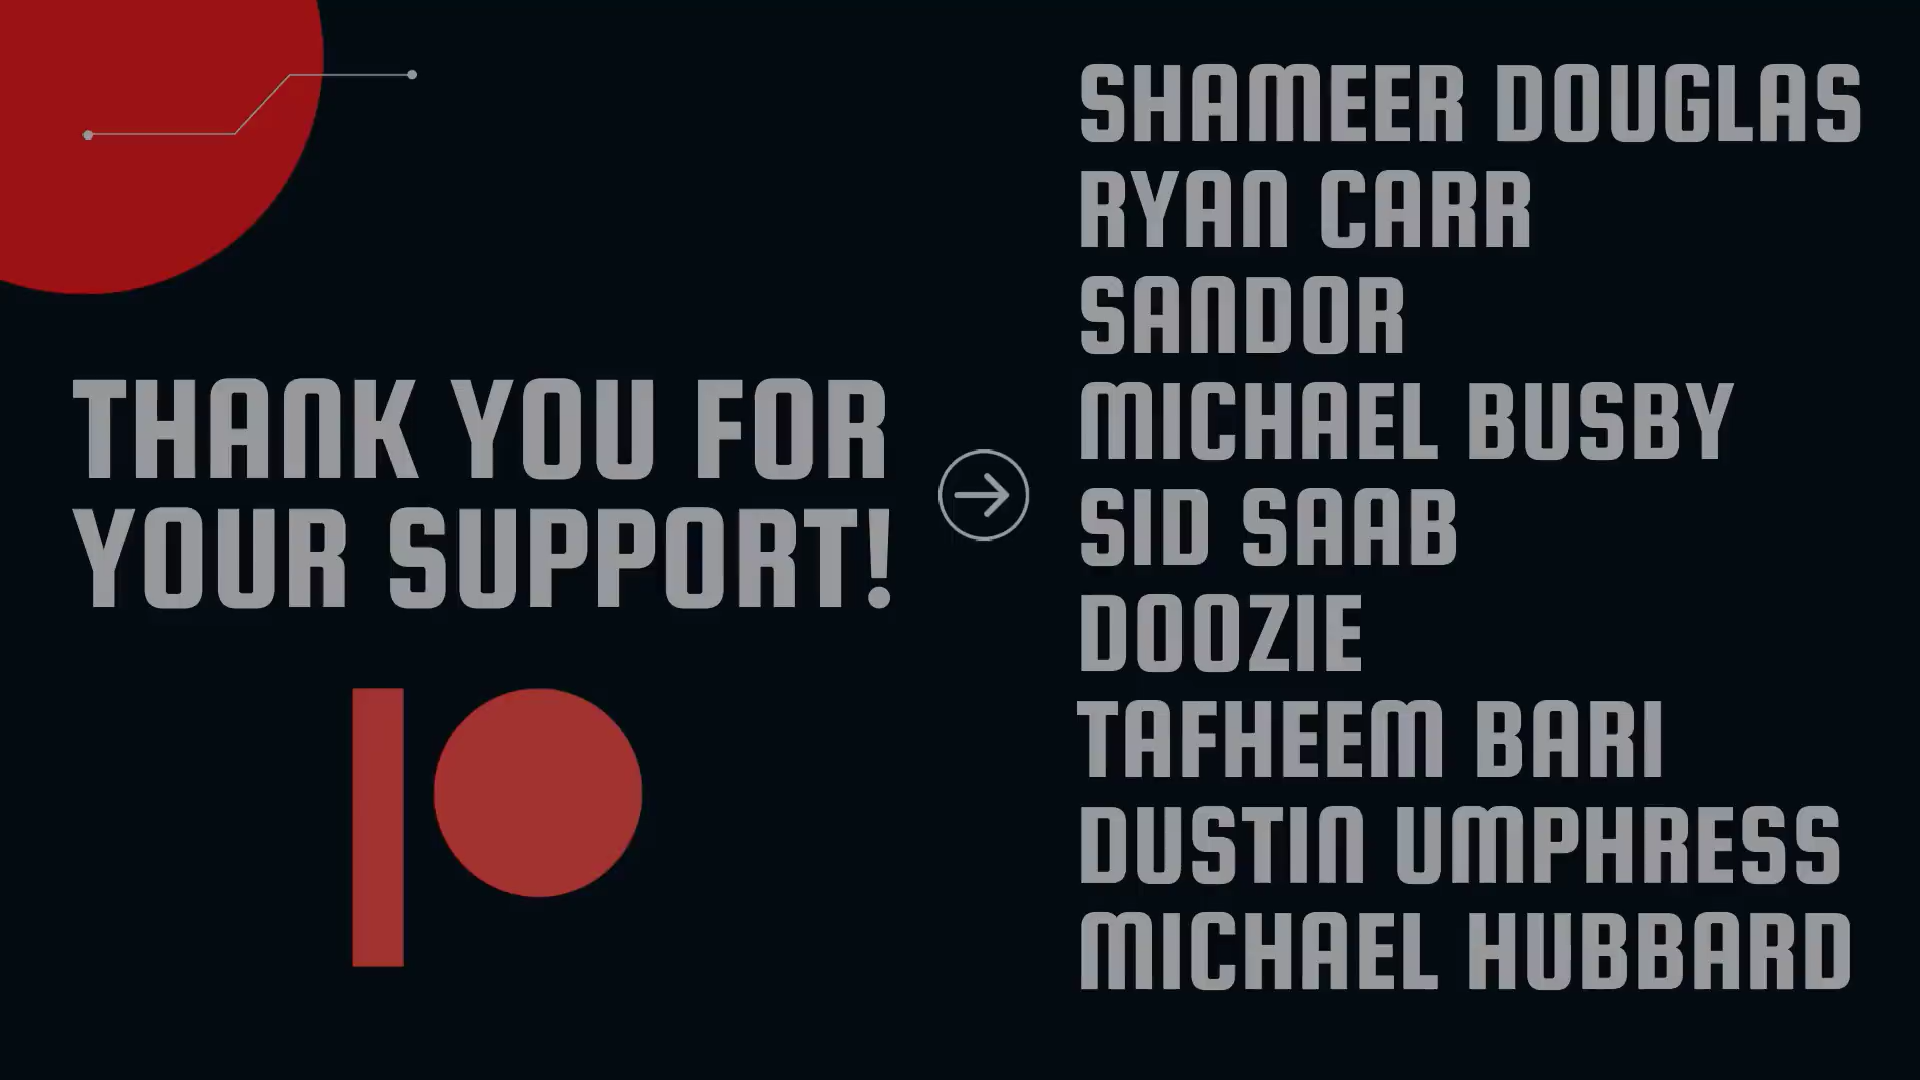 THANK YOU FOR
YOUR SUPPORT!
SHAMEER DOUGLAS
RYAN CARR
SANDOR
MICHAEL BUSBY
SID SAAB
DOOZIE
TAFHEEM BARI
DUSTIN UMPHRESS
MICHAEL HUBBARD